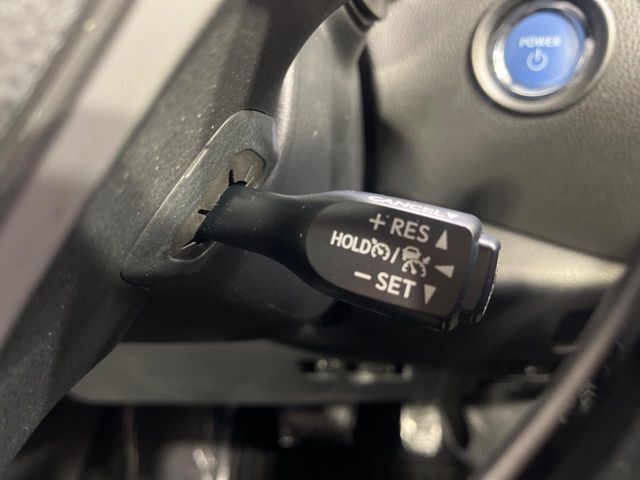 POWER
CANCEL
+ RES
HOLD /
− SET